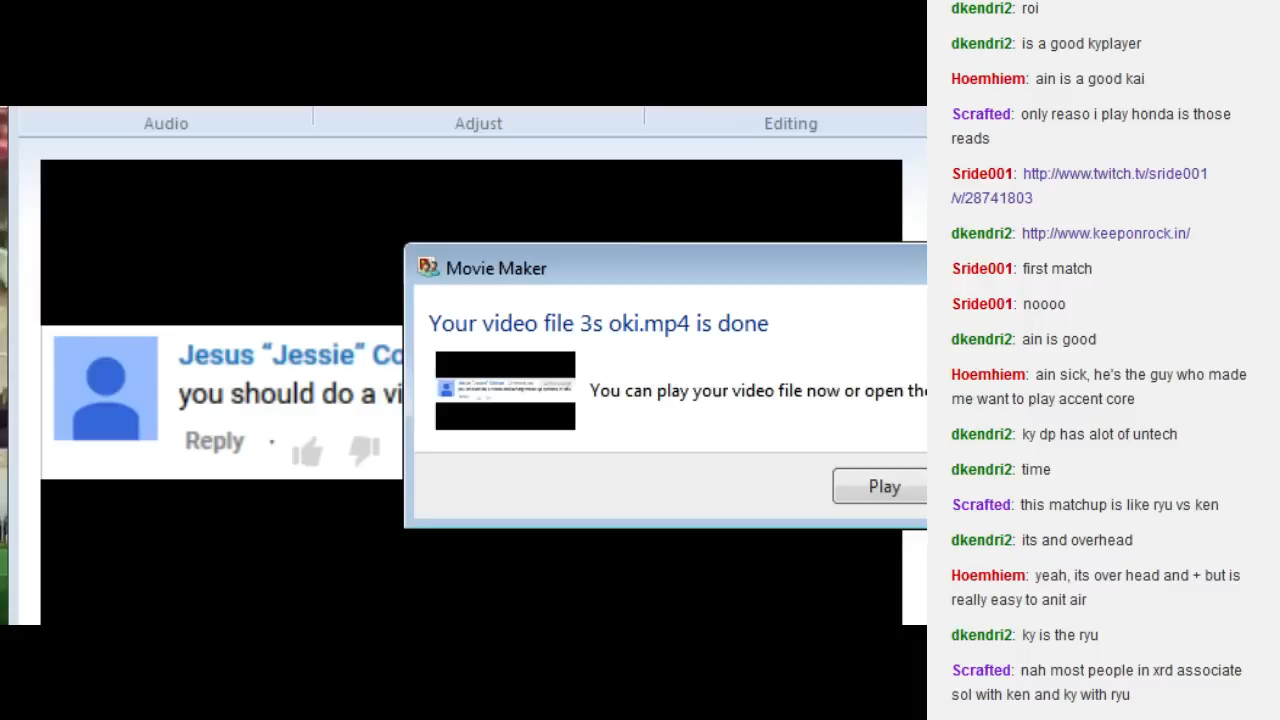 Audio
Adjust
Editing
Jesus “Jessie” Co
you should do a vi
Reply
Movie Maker
Your video file 3s oki.mp4 is done
You can play your video file now or open the
Play
dkendri2: roi
dkendri2: is a good kyplayer
Hoemhiem: ain is a good kai
Scrafted: only reaso i play honda is those
reads
Sride001: http://www.twitch.tv/sride001
/v/28741803
dkendri2: http://www.keeponrock.in/
Sride001: first match
Sride001: noooo
dkendri2: ain is good
Hoemhiem: ain sick, he's the guy who made
me want to play accent core
dkendri2: ky dp has alot of untech
dkendri2: time
Scrafted: this matchup is like ryu vs ken
dkendri2: its and overhead
Hoemhiem: yeah, its over head and + but is
really easy to anit air
dkendri2: ky is the ryu
Scrafted: nah most people in xrd associate
sol with ken and ky with ryu